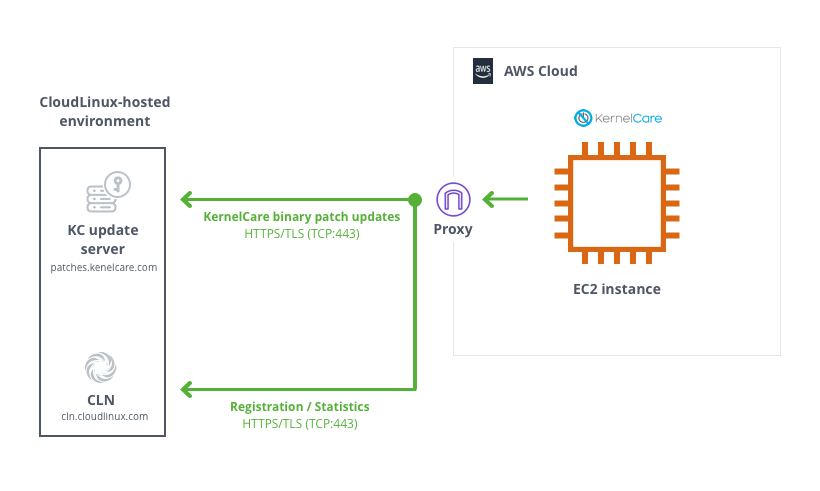 aws
AWS Cloud
CloudLinux-hosted
environment
KernelCare
KC update
server
patches.kenelcare.com
KernelCare binary patch updates
HTTPS/TLS (TCP:443)
Proxy
EC2 instance
CLN
cln.cloudlinux.com
Registration / Statistics
HTTPS/TLS (TCP:443)